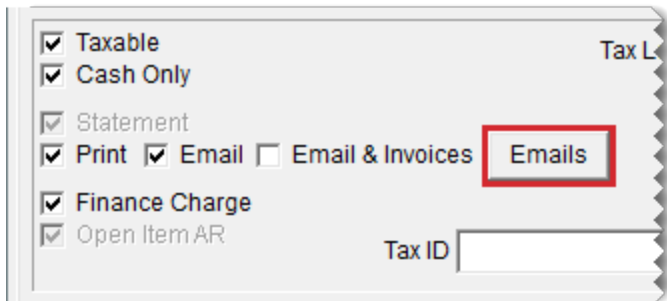 Taxable
Tax L
Cash Only
Statement
Print Email Email & Invoices Emails
Finance Charge
Open Item AR
Tax ID